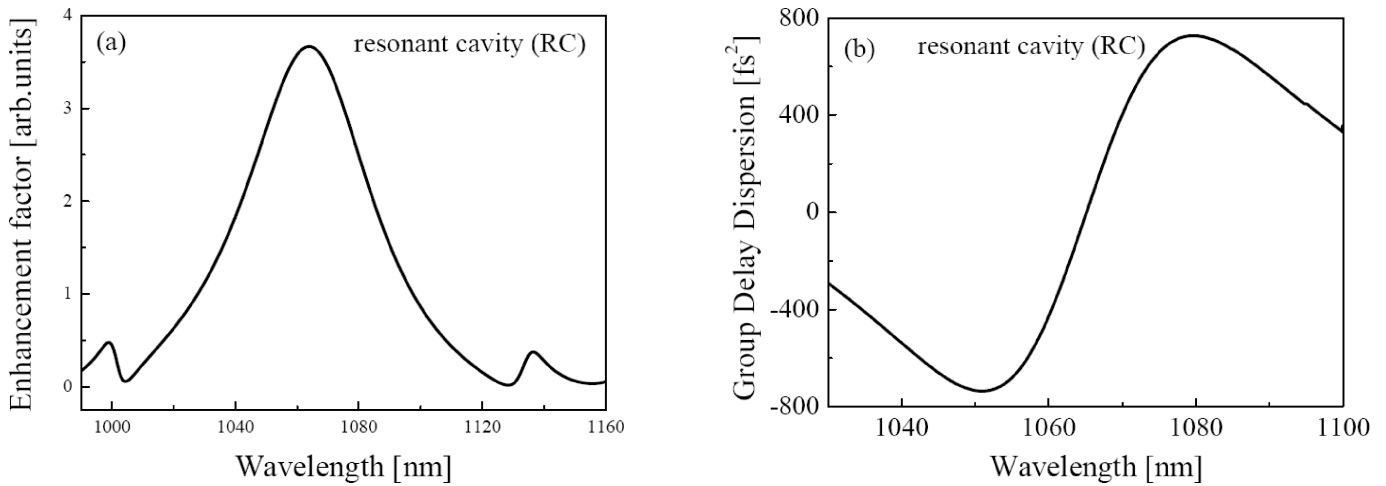 (a)
resonant cavity (RC)
Enhancement factor [arb.units]
4
3
2
1
0
1000
1040
1080
1120
1160
Wavelength [nm]
(b)
resonant cavity (RC)
Group Delay Dispersion [fs²]
800
400
0
-400
-800
1040
1060
1080
1100
Wavelength [nm]